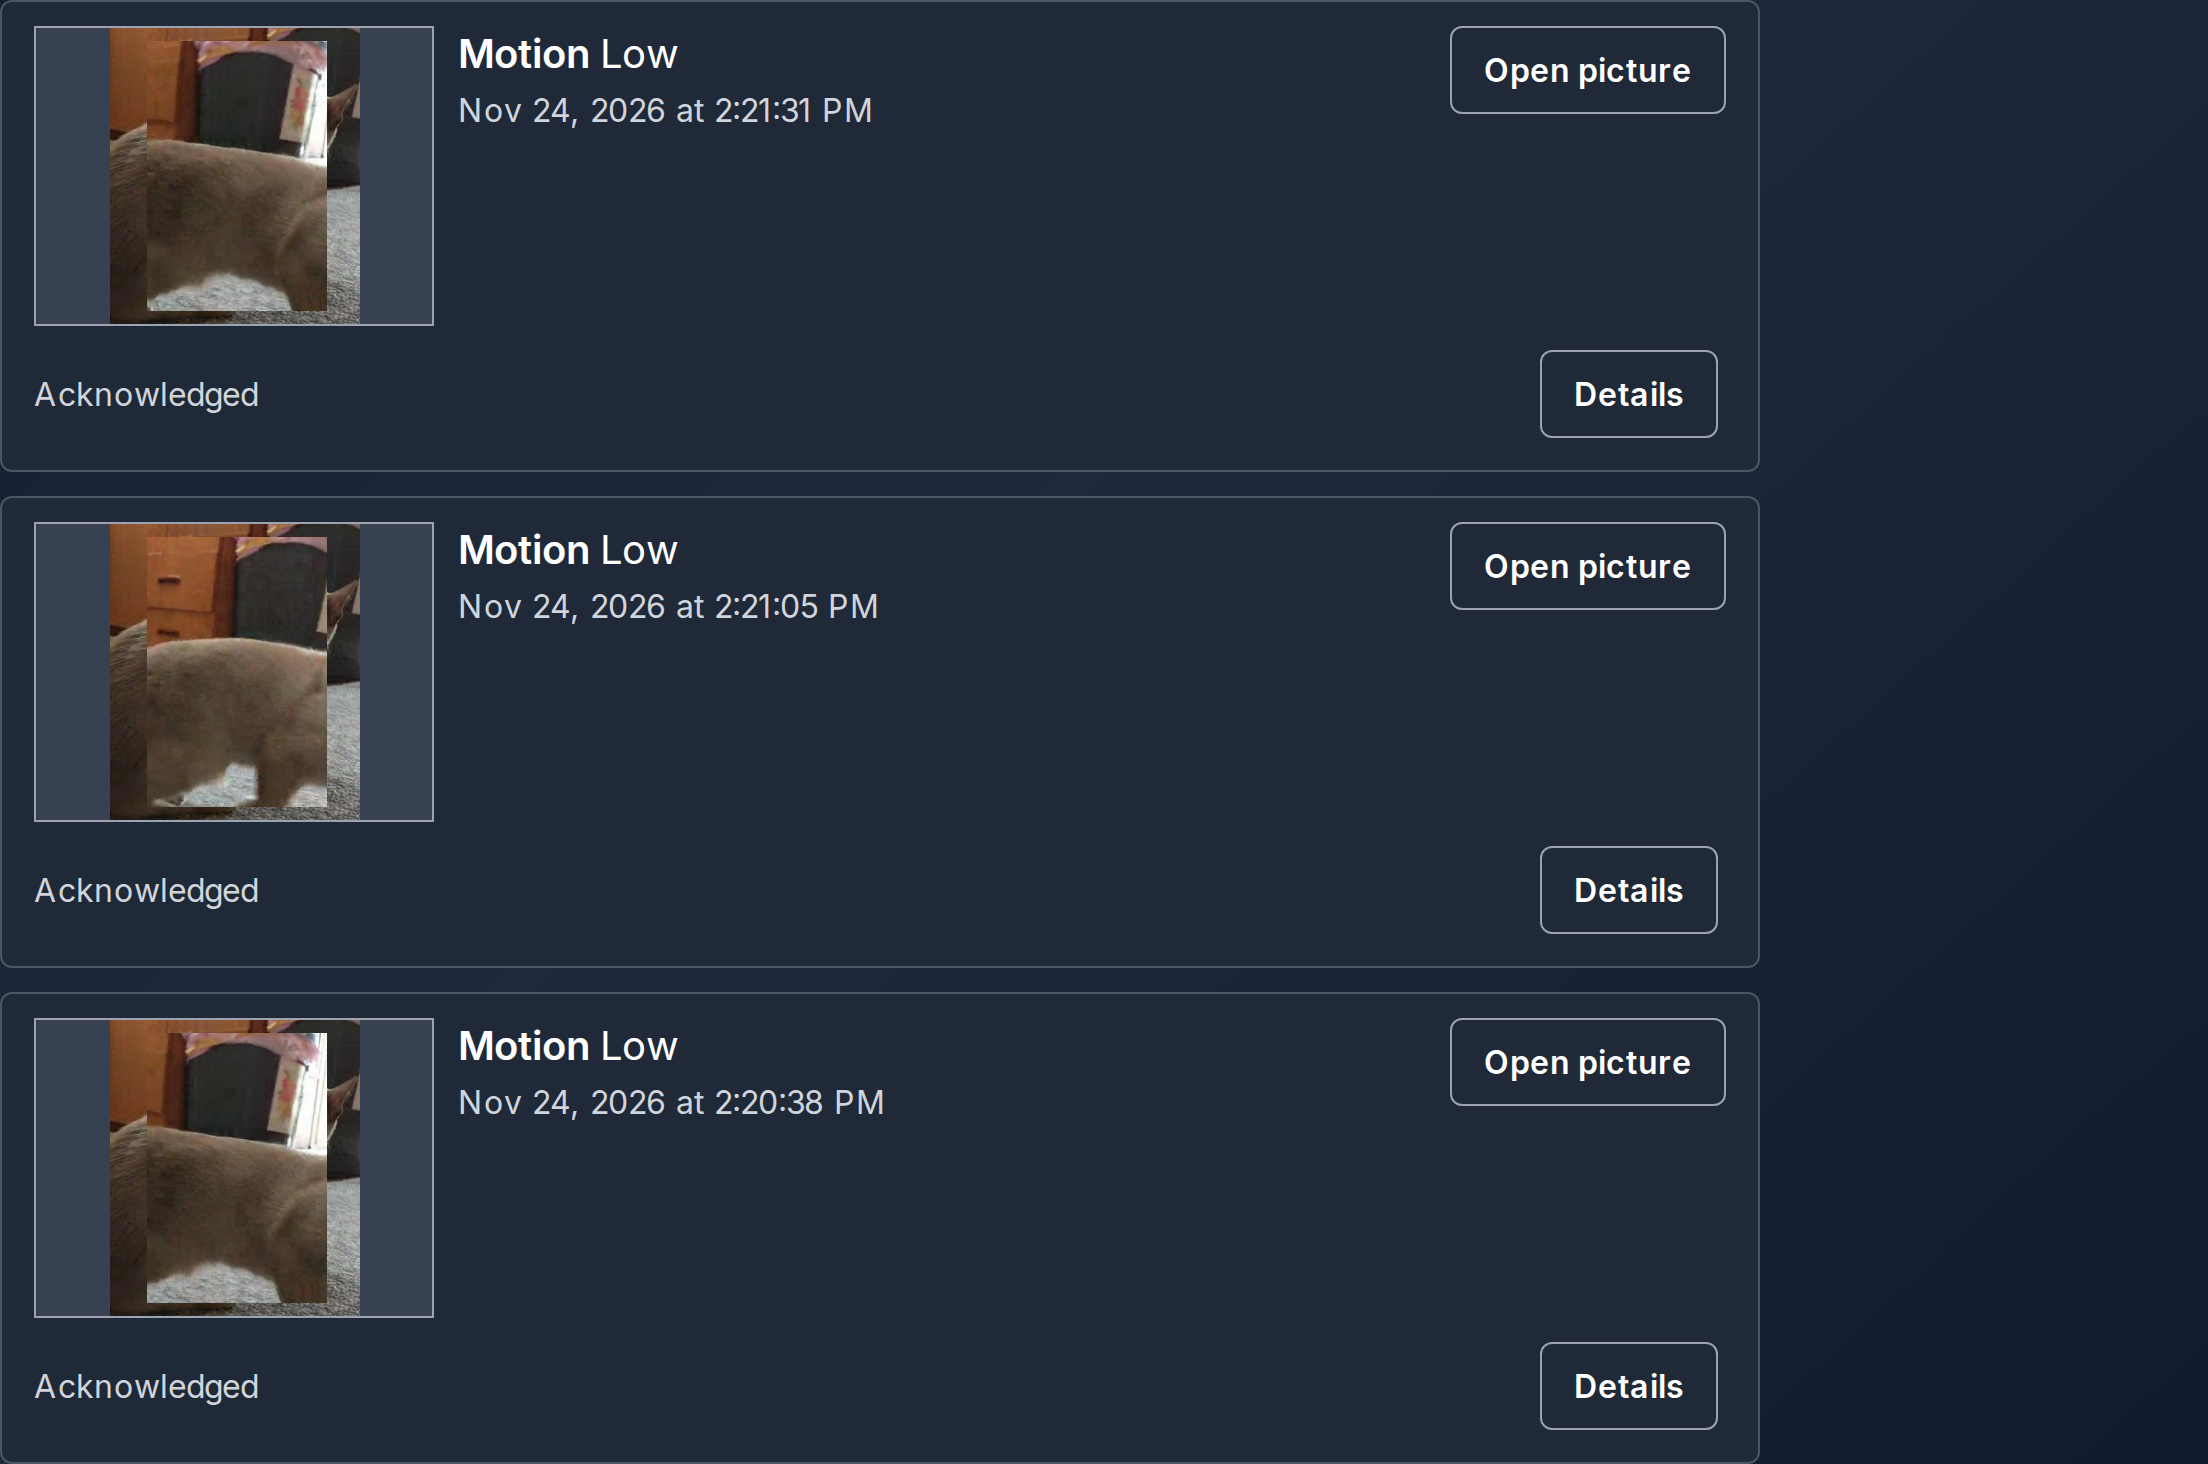 Motion Low
Open picture
Nov 24, 2026 at 2:21:31 PM
Acknowledged
Details
Motion Low
Open picture
Nov 24, 2026 at 2:21:05 PM
Acknowledged
Details
Motion Low
Open picture
Nov 24, 2026 at 2:20:38 PM
Acknowledged
Details